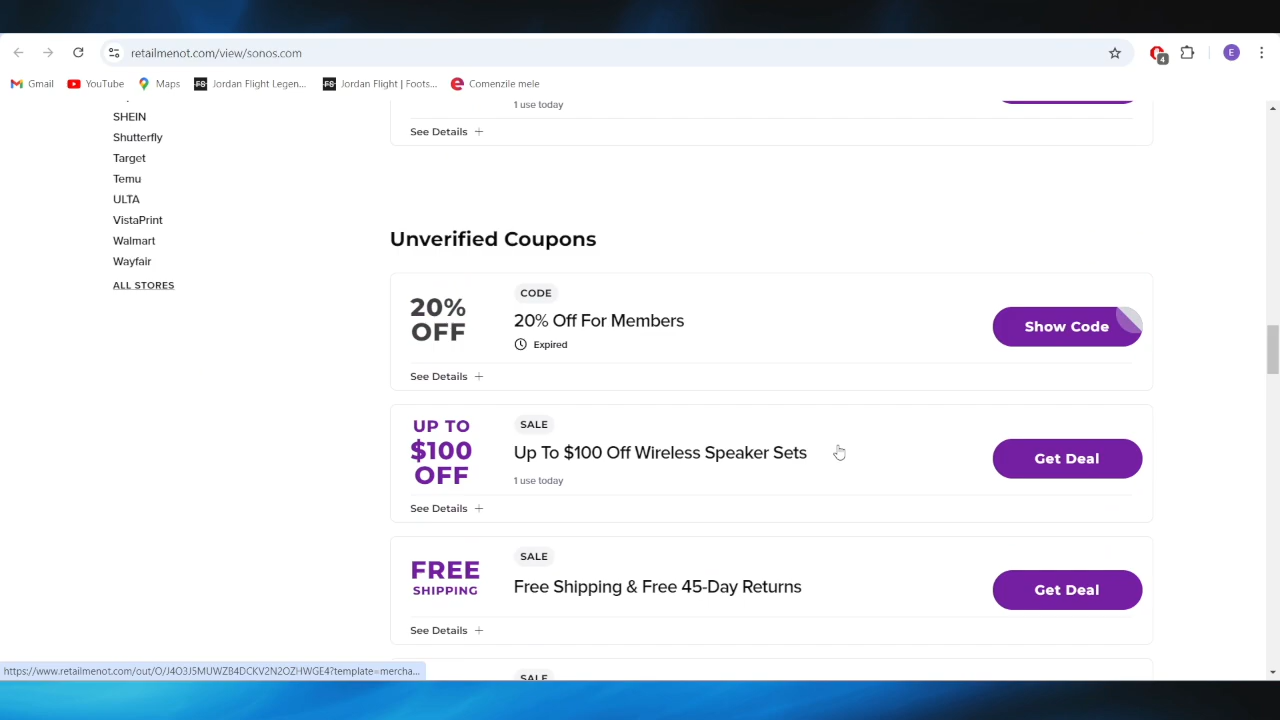 retailmenot.com/view/sonos.com
4
E
Gmail
YouTube
Maps
Jordan Flight Legen...
Jordan Flight | Foots...
Comenzile mele
SHEIN
Shutterfly
Target
Temu
ULTA
VistaPrint
Walmart
Wayfair
ALL STORES
1 use today
See Details +
Unverified Coupons
20%
OFF
CODE
20% Off For Members
Expired
Show Code
See Details +
UP TO
$100
OFF
SALE
Up To $100 Off Wireless Speaker Sets
1 use today
Get Deal
See Details +
FREE
SHIPPING
SALE
Free Shipping & Free 45-Day Returns
Get Deal
See Details +
SALE
https://www.retailmenot.com/out/O/J4O3J5MUWZB4DCKV2N2OZHWGE4?template=mercha...